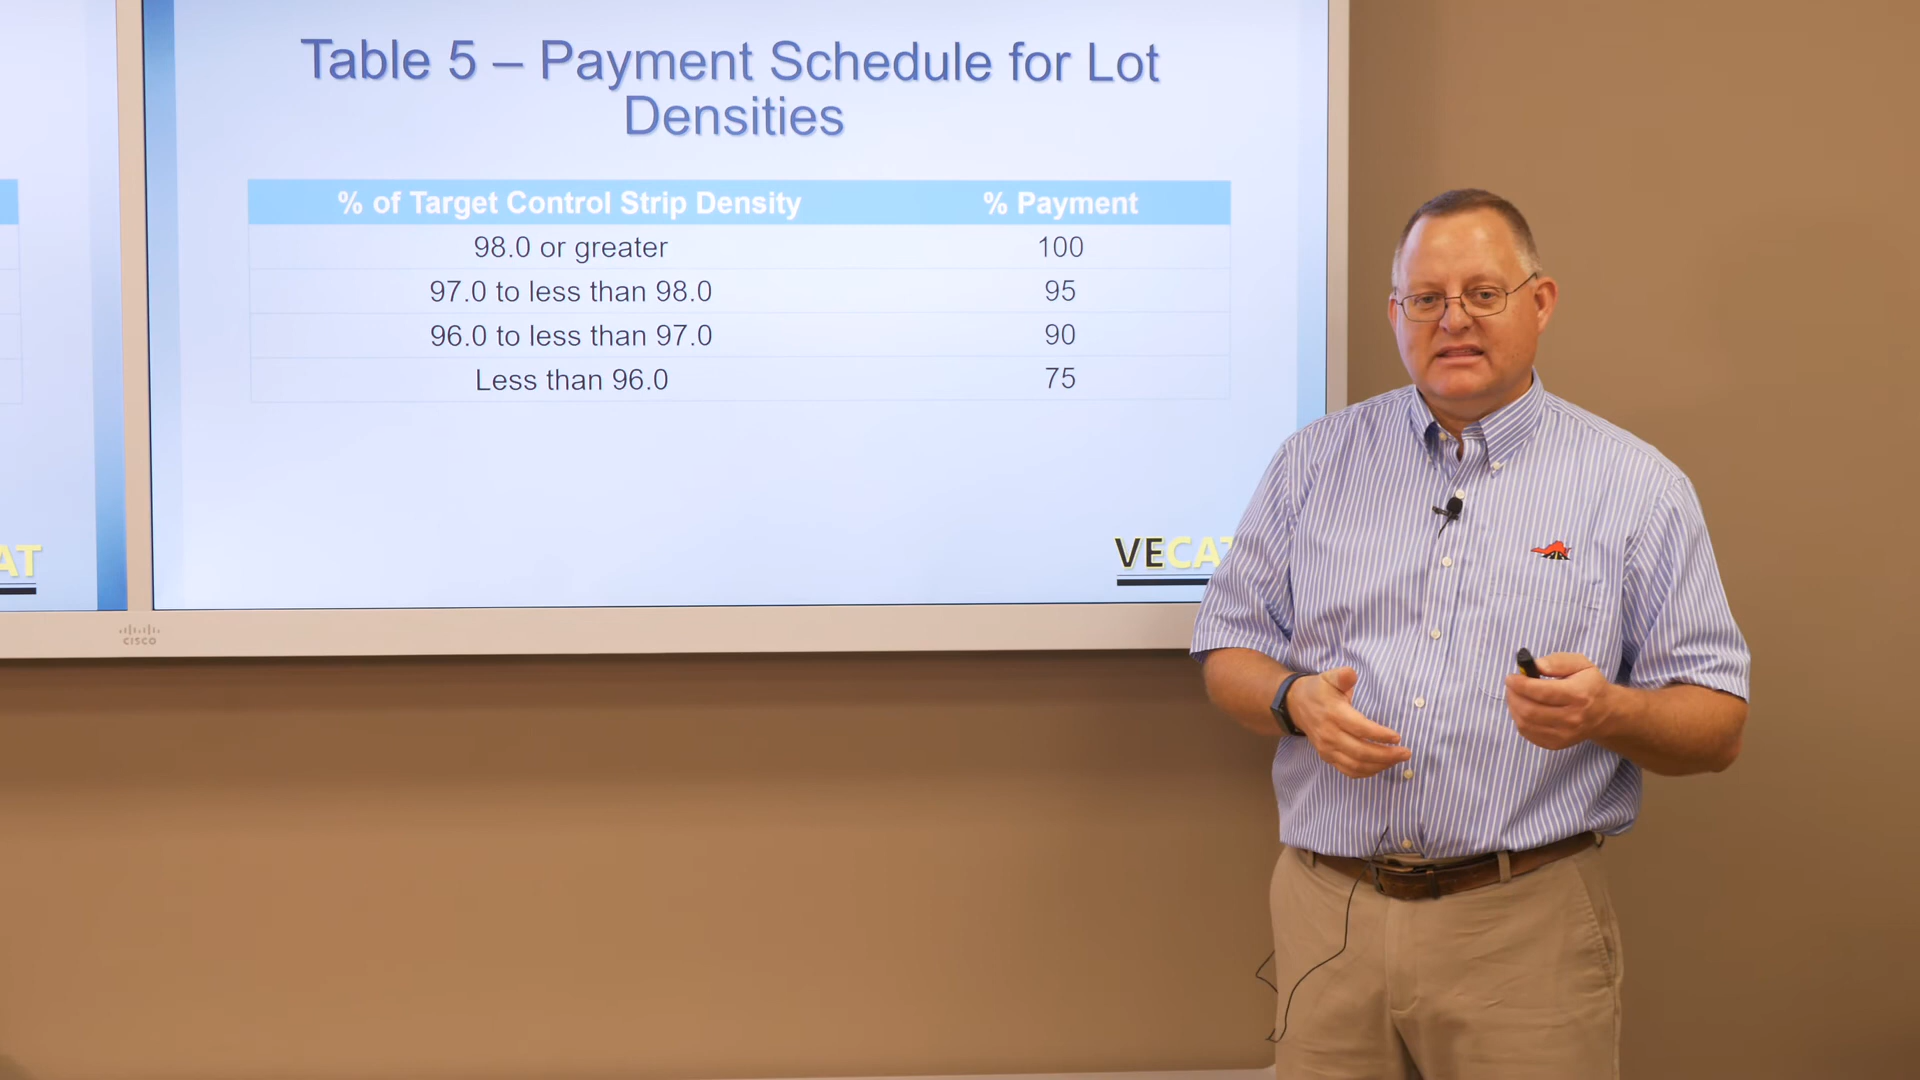 Table 5 – Payment Schedule for Lot
Densities
% of Target Control Strip Density % Payment
98.0 or greater 100
97.0 to less than 98.0 95
96.0 to less than 97.0 90
Less than 96.0 75
AT
VECAT
CISCO